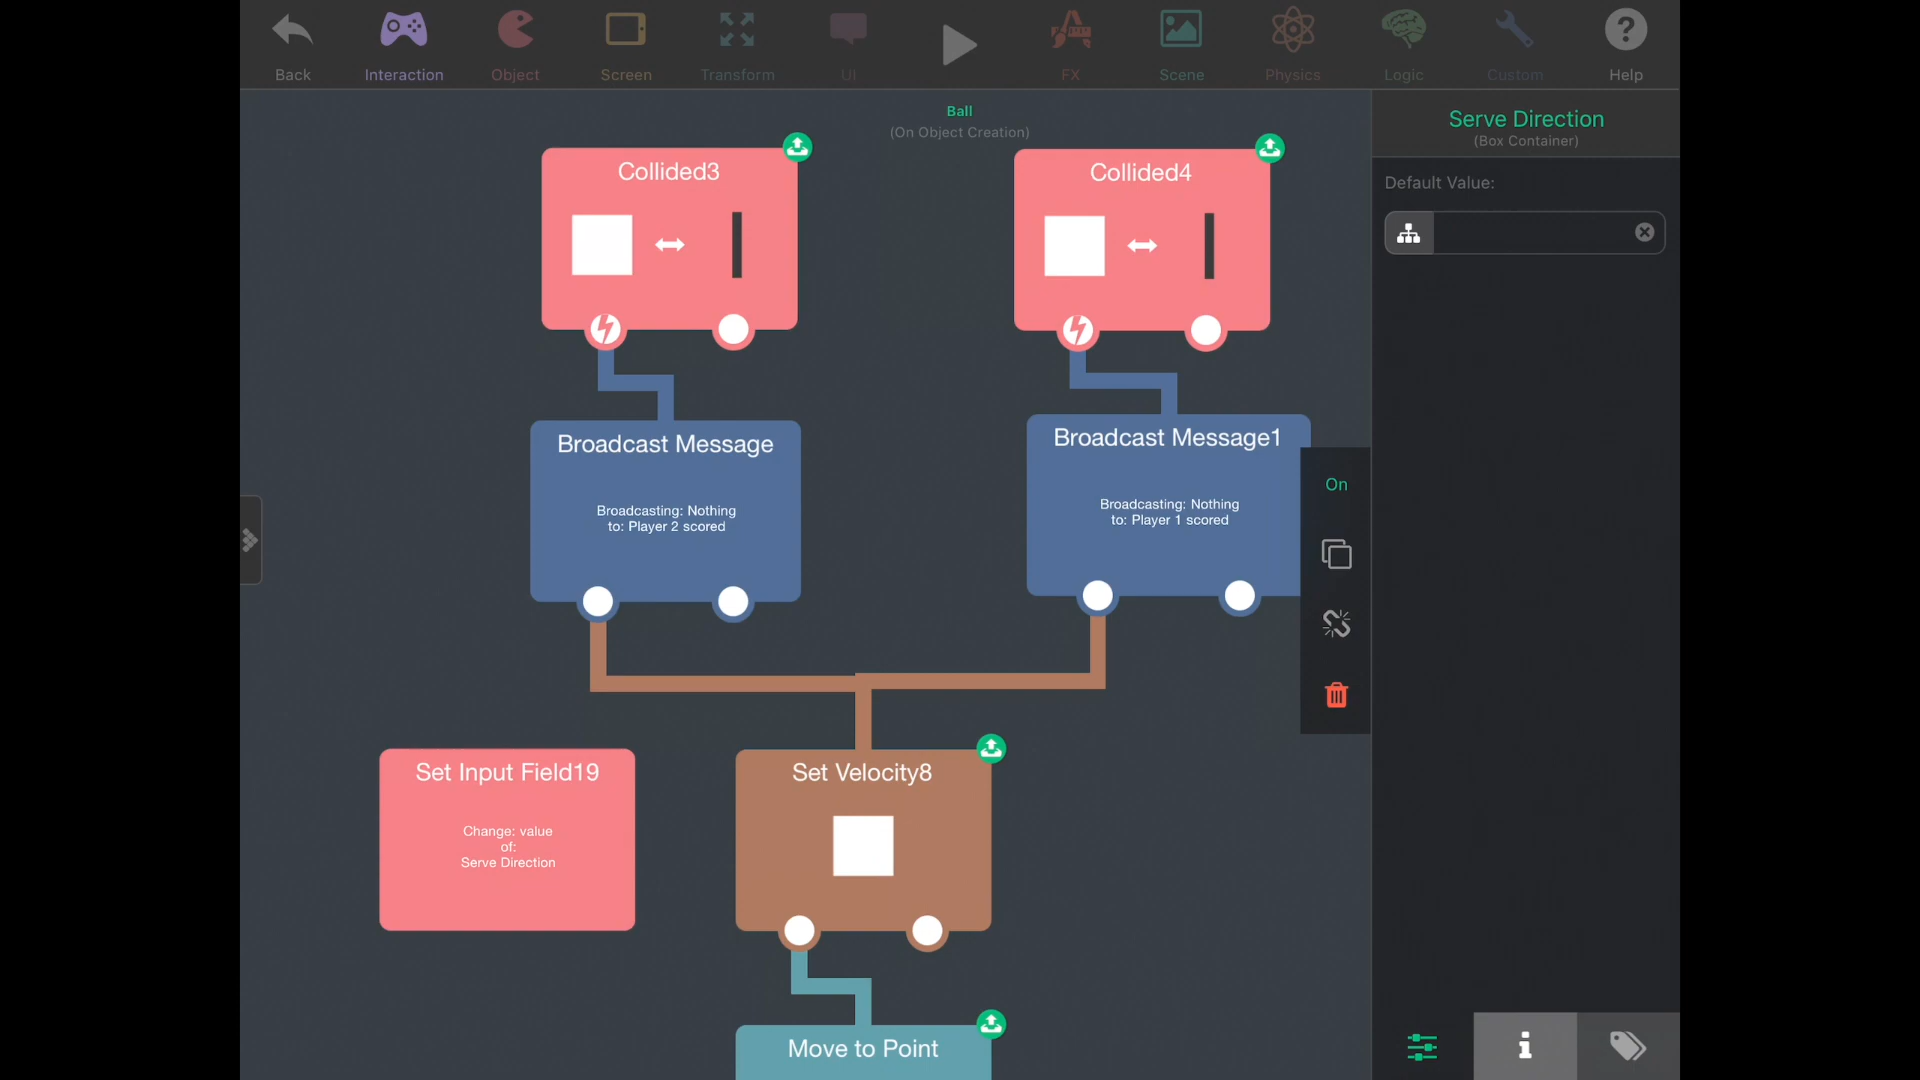 Back
Interaction
Object
Screen
Transform
UI
FX
Scene
Physics
Logic
Custom
Help
Ball
(On Object Creation)
Serve Direction
(Box Container)
Default Value:
Collided3
Collided4
Broadcast Message
Broadcasting: Nothing
to: Player 2 scored
Broadcast Message1
Broadcasting: Nothing
to: Player 1 scored
On
Set Input Field19
Change: value
of:
Serve Direction
Set Velocity8
Move to Point